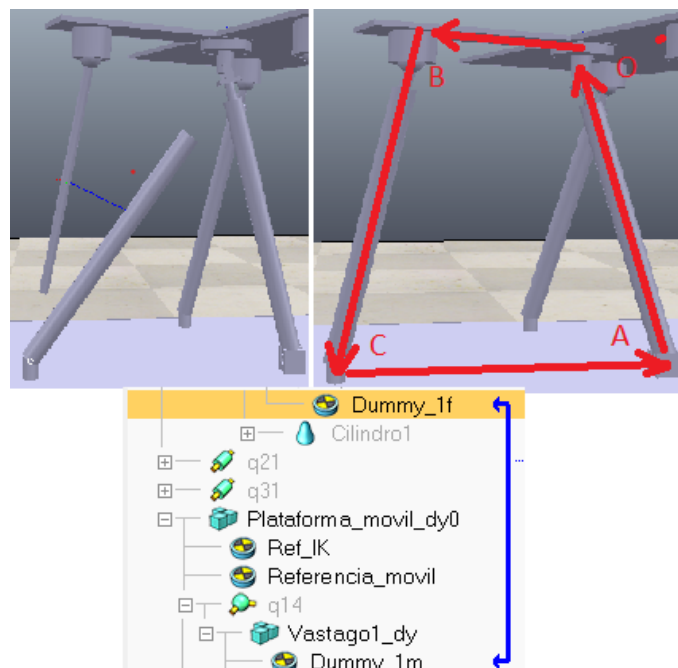 B
O
C
A
Dummy_1f
Cilindro1
q21
q31
Plataforma_movil_dy0
Ref_IK
Referencia_movil
q14
Vastago1_dy
Dummy_1m